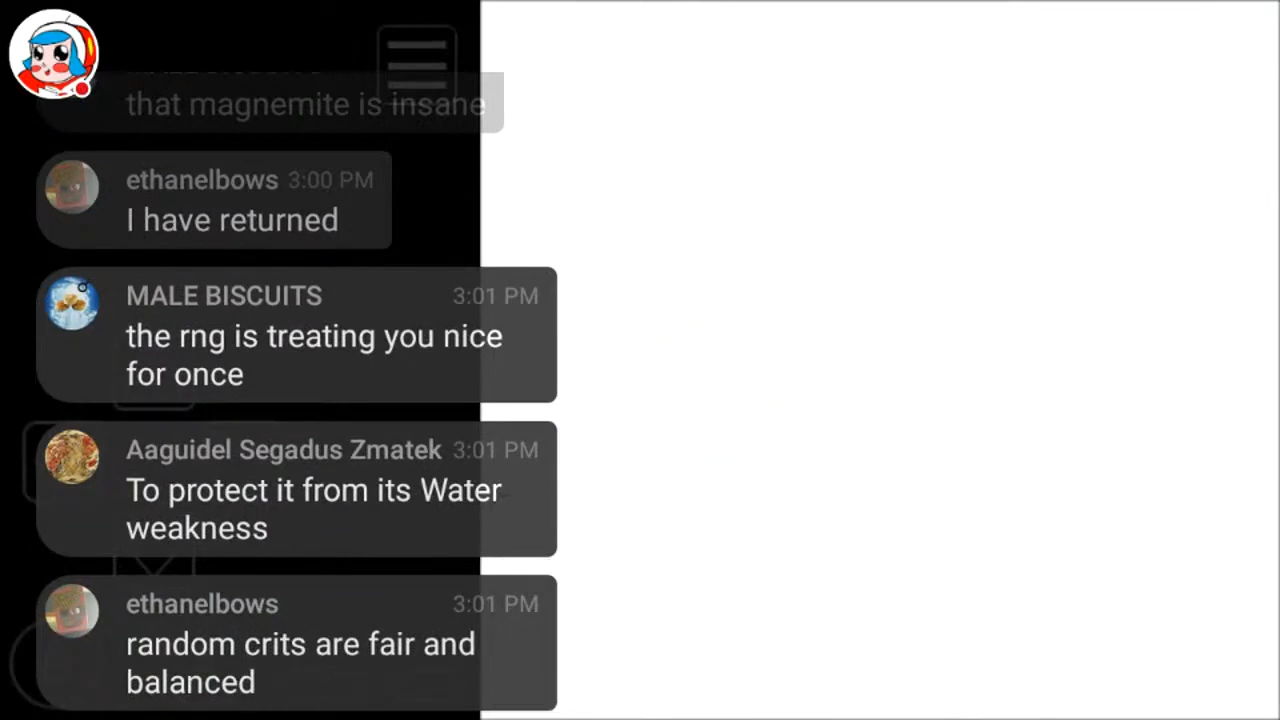 that magnemite is insane
ethanelbows 3:00 PM
I have returned
MALE BISCUITS 3:01 PM
the rng is treating you nice
for once
Aaguidel Segadus Zmatek 3:01 PM
To protect it from its Water
weakness
ethanelbows 3:01 PM
random crits are fair and
balanced